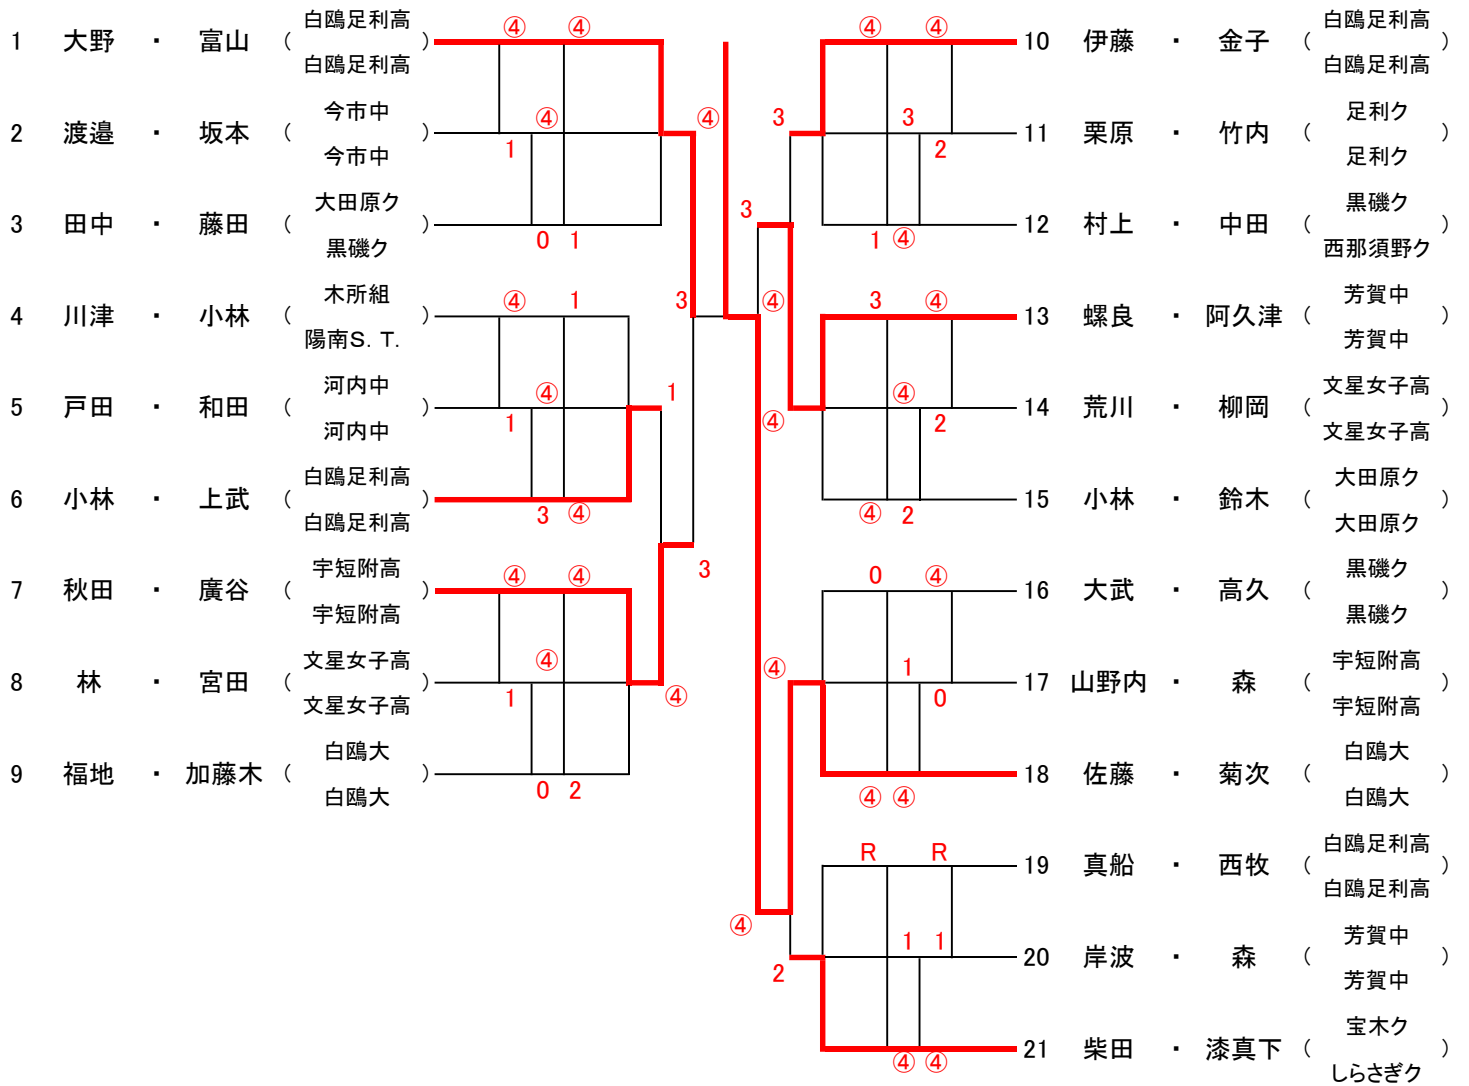 白鴎足利高
④ ④
1 大野 ・ 富山 ( )
白鴎足利高
今市中
④
2 渡邉 ・ 坂本 ( )
1
今市中
大田原ク
3 田中 ・ 藤田 ( )
0 1
黒磯ク
木所組
④ 1
4 川津 ・ 小林 ( )
陽南S.T.
河内中
④
5 戸田 ・ 和田 ( )
1
河内中
白鴎足利高
6 小林 ・ 上武 ( )
3 ④
白鴎足利高
宇短附高
④ ④
7 秋田 ・ 廣谷 ( )
宇短附高
文星女子高
④
8 林 ・ 宮田 ( )
1
文星女子高
白鴎大
9 福地 ・ 加藤木 ( )
0 2
白鴎大
④
3
1
3
④
3
3
④
④
④
④
2
白鴎足利高
④ ④
10 伊藤 ・ 金子 ( )
白鴎足利高
足利ク
3
11 栗原 ・ 竹内 ( )
2
足利ク
黒磯ク
12 村上 ・ 中田 ( )
1 ④
西那須野ク
芳賀中
3 ④
13 螺良 ・ 阿久津 ( )
芳賀中
文星女子高
④
14 荒川 ・ 柳岡 ( )
2
文星女子高
大田原ク
15 小林 ・ 鈴木 ( )
④ 2
大田原ク
黒磯ク
0 ④
16 大武 ・ 高久 ( )
黒磯ク
宇短附高
1
17 山野内 ・ 森 ( )
0
宇短附高
白鴎大
18 佐藤 ・ 菊次 ( )
④ ④
白鴎大
白鴎足利高
R R
19 真船 ・ 西牧 ( )
白鴎足利高
芳賀中
1 1
20 岸波 ・ 森 ( )
芳賀中
宝木ク
21 柴田 ・ 漆真下 (
④ ④
しらさぎク